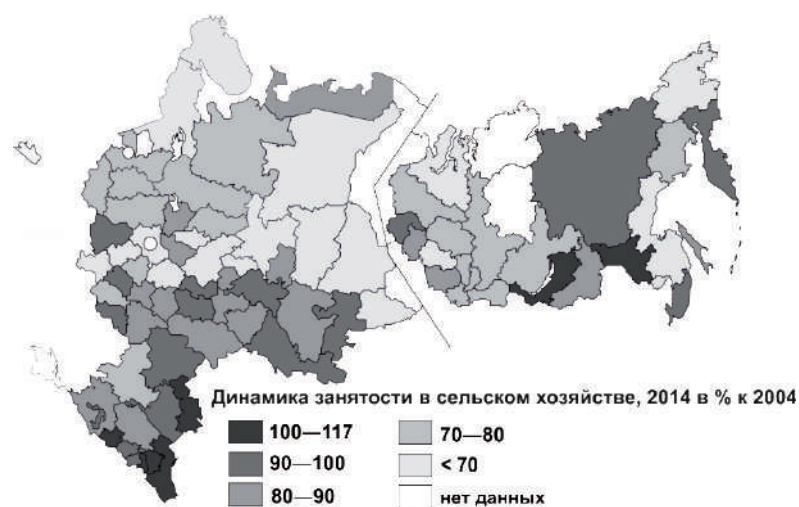 Динамика занятости в сельском хозяйстве, 2014 в % к 2004
100—117
90—100
80—90
70—80
< 70
нет данных